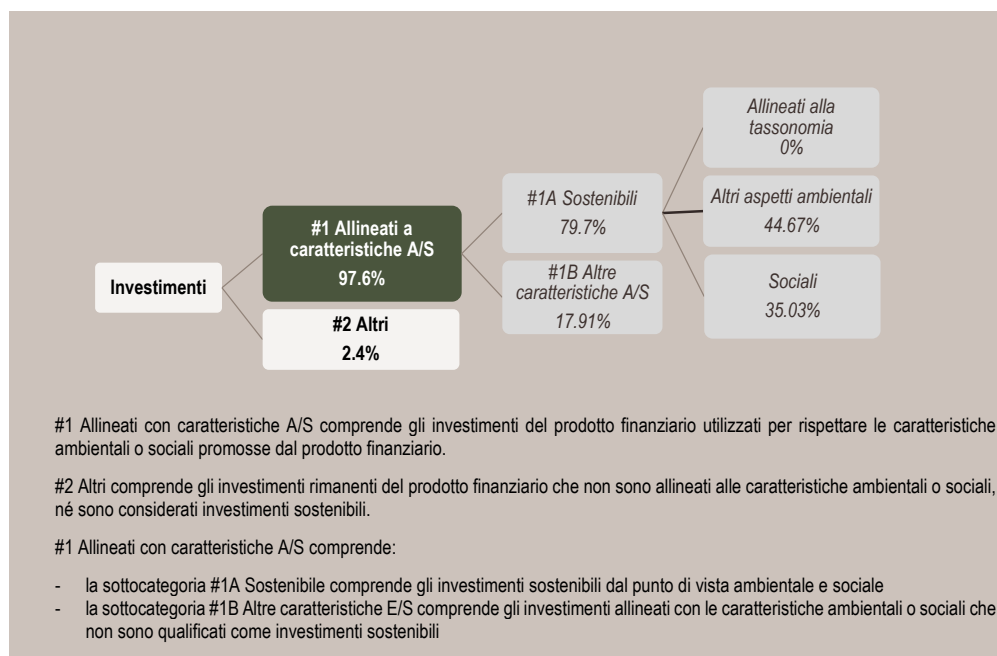 Investimenti
#1 Allineati a
caratteristiche A/S
97.6%
#2 Altri
2.4%
#1A Sostenibili
79.7%
#1B Altre
caratteristiche A/S
17.91%
Allineati alla
tassonomia
0%
Altri aspetti ambientali
44.67%
Sociali
35.03%
#1 Allineati con caratteristiche A/S comprende gli investimenti del prodotto finanziario utilizzati per rispettare le caratteristiche
ambientali o sociali promosse dal prodotto finanziario.
#2 Altri comprende gli investimenti rimanenti del prodotto finanziario che non sono allineati alle caratteristiche ambientali o sociali,
né sono considerati investimenti sostenibili.
#1 Allineati con caratteristiche A/S comprende:
- la sottocategoria #1A Sostenibile comprende gli investimenti sostenibili dal punto di vista ambientale e sociale
- la sottocategoria #1B Altre caratteristiche E/S comprende gli investimenti allineati con le caratteristiche ambientali o sociali che
non sono qualificati come investimenti sostenibili